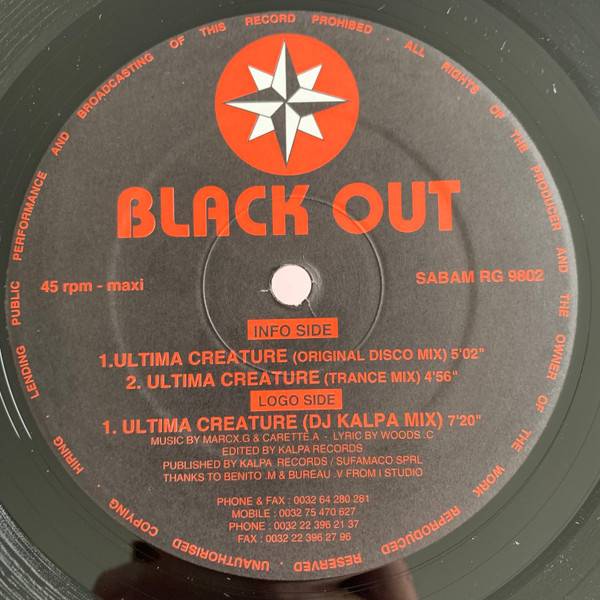 ALL RIGHTS OF THE PRODUCER AND THE OWNER OF THE WORK REPRODUCED RESERVED · UNAUTHORISED COPYING HIRING LENDING PUBLIC PERFORMANCE AND BROADCASTING OF THIS RECORD PROHIBED ·
BLACK OUT
45 rpm - maxi
SABAM RG 9802
INFO SIDE
1.ULTIMA CREATURE (ORIGINAL DISCO MIX) 5'02"
2. ULTIMA CREATURE (TRANCE MIX) 4'56"
LOGO SIDE
1. ULTIMA CREATURE (DJ KALPA MIX) 7'20"
MUSIC BY MARCX.G & CARETTE.A - LYRIC BY WOODS .C
EDITED BY KALPA RECORDS
PUBLISHED BY KALPA RECORDS / SUFAMACO SPRL
THANKS TO BENITO .M & BUREAU .V FROM I STUDIO
PHONE & FAX : 0032 64 280 281
MOBILE : 0032 75 470 627
PHONE : 0032 22 396 21 37
FAX : 0032 22 396 27 96